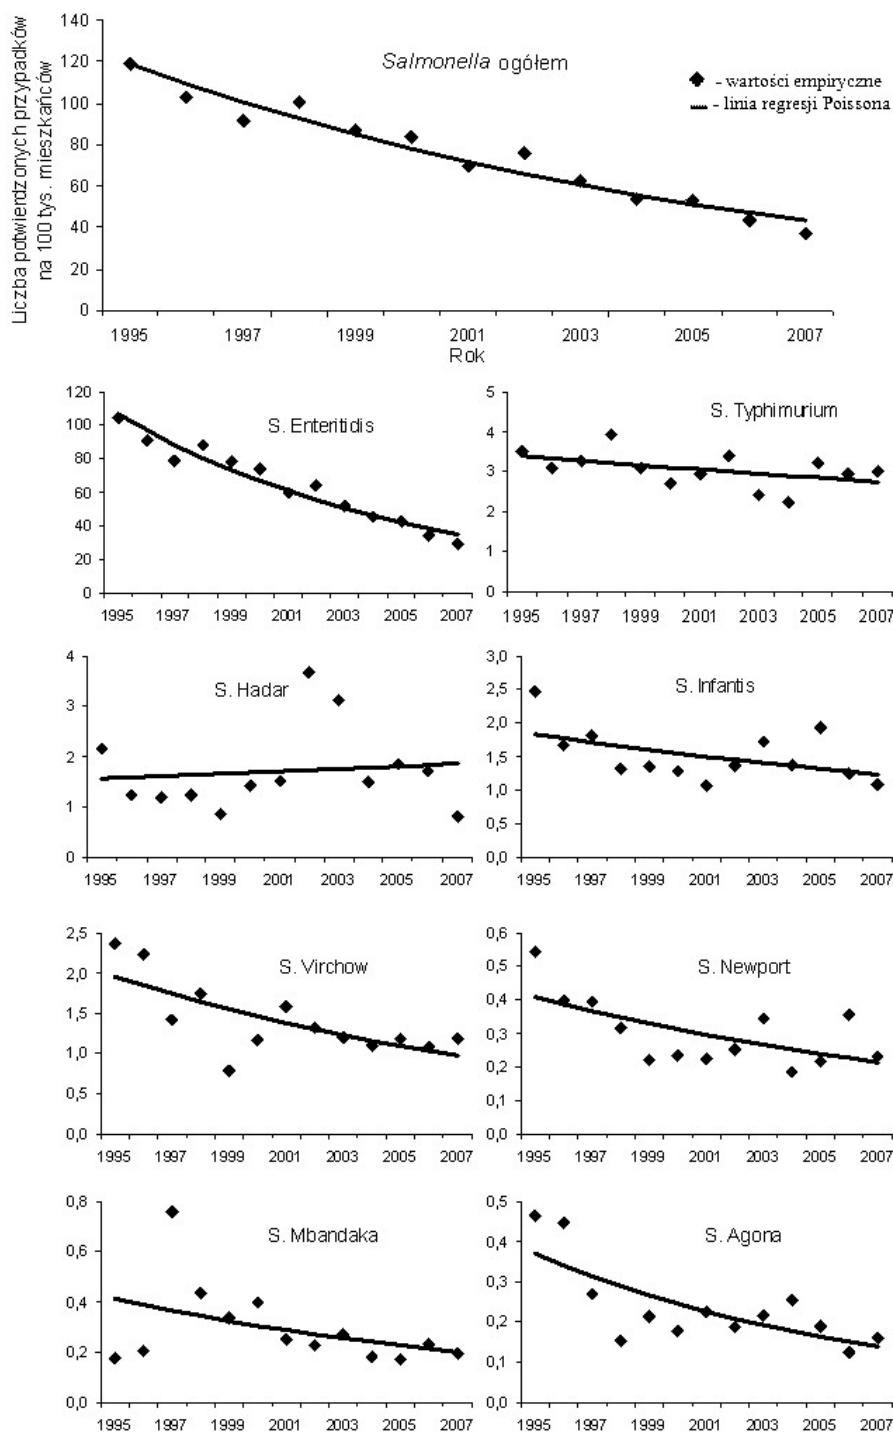 Liczba potwierdzonych przypadków
na 100 tys. mieszkańców
Salmonella ogółem
- wartości empiryczne
- linia regresji Poissona
140
120
100
80
60
40
20
0
1995 1997 1999 2001 2003 2005 2007
Rok
S. Enteritidis
120
100
80
60
40
20
0
1995 1997 1999 2001 2003 2005 2007
S. Typhimurium
5
4
3
2
1
0
1995 1997 1999 2001 2003 2005 2007
S. Hadar
4
3
2
1
0
1995 1997 1999 2001 2003 2005 2007
S. Infantis
3,0
2,5
2,0
1,5
1,0
0,5
0,0
1995 1997 1999 2001 2003 2005 2007
S. Virchow
2,5
2,0
1,5
1,0
0,5
0,0
1995 1997 1999 2001 2003 2005 2007
S. Newport
0,6
0,5
0,4
0,3
0,2
0,1
0,0
1995 1997 1999 2001 2003 2005 2007
S. Mbandaka
0,8
0,6
0,4
0,2
0,0
1995 1997 1999 2001 2003 2005 2007
S. Agona
0,5
0,4
0,3
0,2
0,1
0,0
1995 1997 1999 2001 2003 2005 2007